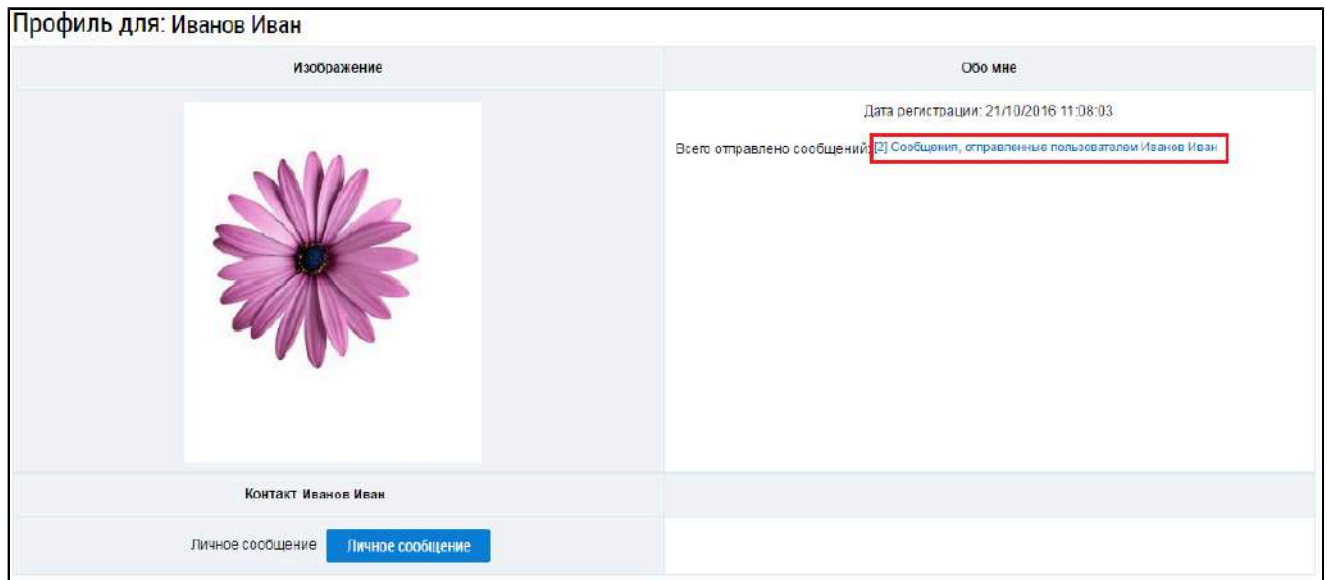 Профиль для: Иванов Иван
Изображение
Обо мне
Дата регистрации: 21/10/2016 11:08:03
Всего отправлено сообщений: [2] Сообщения, отправленные пользователем Иванов Иван
Контакт Иванов Иван
Личное сообщение Личное сообщение